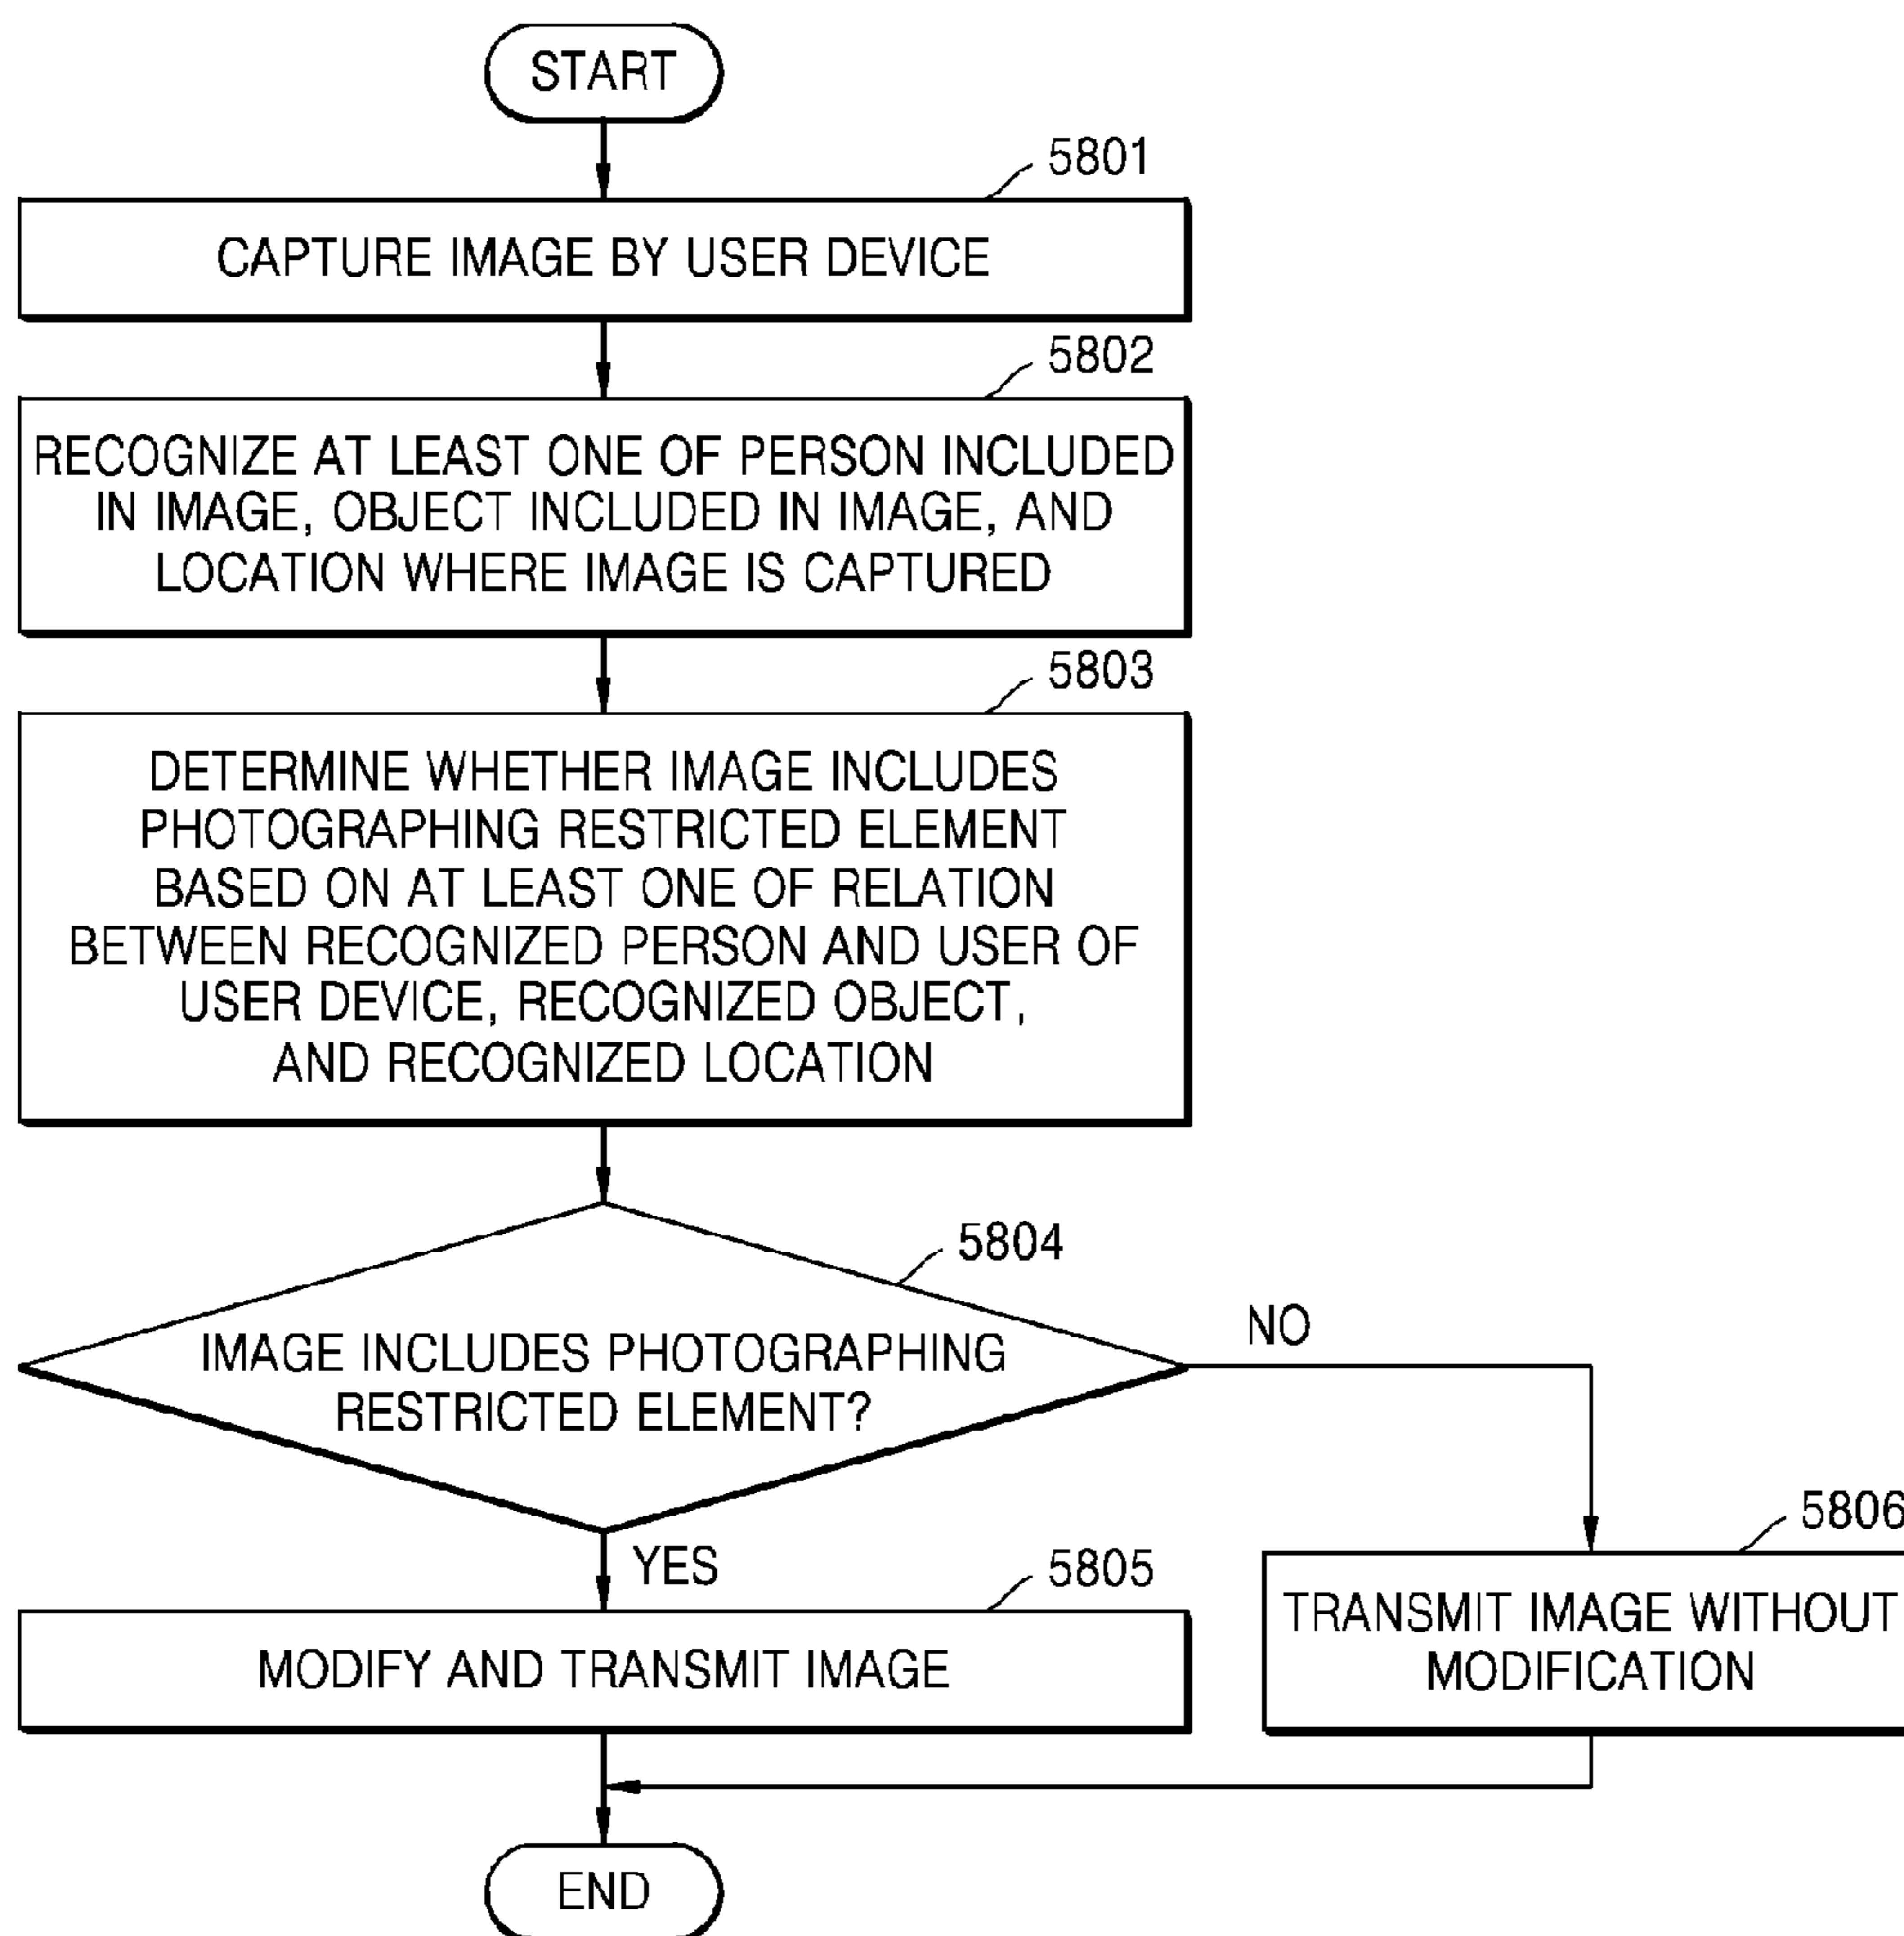 START
5801
CAPTURE IMAGE BY USER DEVICE
5802
RECOGNIZE AT LEAST ONE OF PERSON INCLUDED
IN IMAGE, OBJECT INCLUDED IN IMAGE, AND
LOCATION WHERE IMAGE IS CAPTURED
5803
DETERMINE WHETHER IMAGE INCLUDES
PHOTOGRAPHING RESTRICTED ELEMENT
BASED ON AT LEAST ONE OF RELATION
BETWEEN RECOGNIZED PERSON AND USER OF
USER DEVICE, RECOGNIZED OBJECT,
AND RECOGNIZED LOCATION
5804
IMAGE INCLUDES PHOTOGRAPHING
RESTRICTED ELEMENT?
NO
YES
5805
MODIFY AND TRANSMIT IMAGE
5806
TRANSMIT IMAGE WITHOUT
MODIFICATION
END